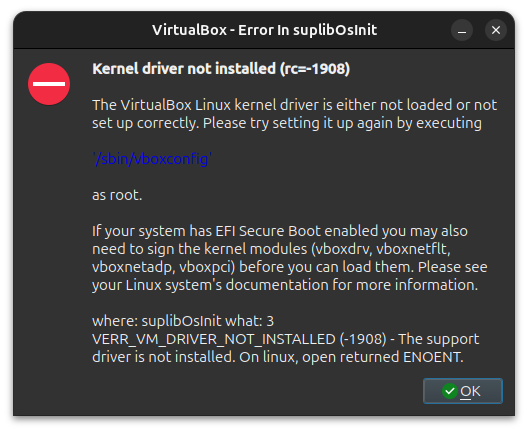 VirtualBox - Error In suplibOsInit
Kernel driver not installed (rc=-1908)
The VirtualBox Linux kernel driver is either not loaded or not
set up correctly. Please try setting it up again by executing
'/sbin/vboxconfig'
as root.
If your system has EFI Secure Boot enabled you may also
need to sign the kernel modules (vboxdrv, vboxnetflt,
vboxnetadp, vboxpci) before you can load them. Please see
your Linux system's documentation for more information.
where: suplibOsInit what: 3
VERR_VM_DRIVER_NOT_INSTALLED (-1908) - The support
driver is not installed. On linux, open returned ENOENT.
OK